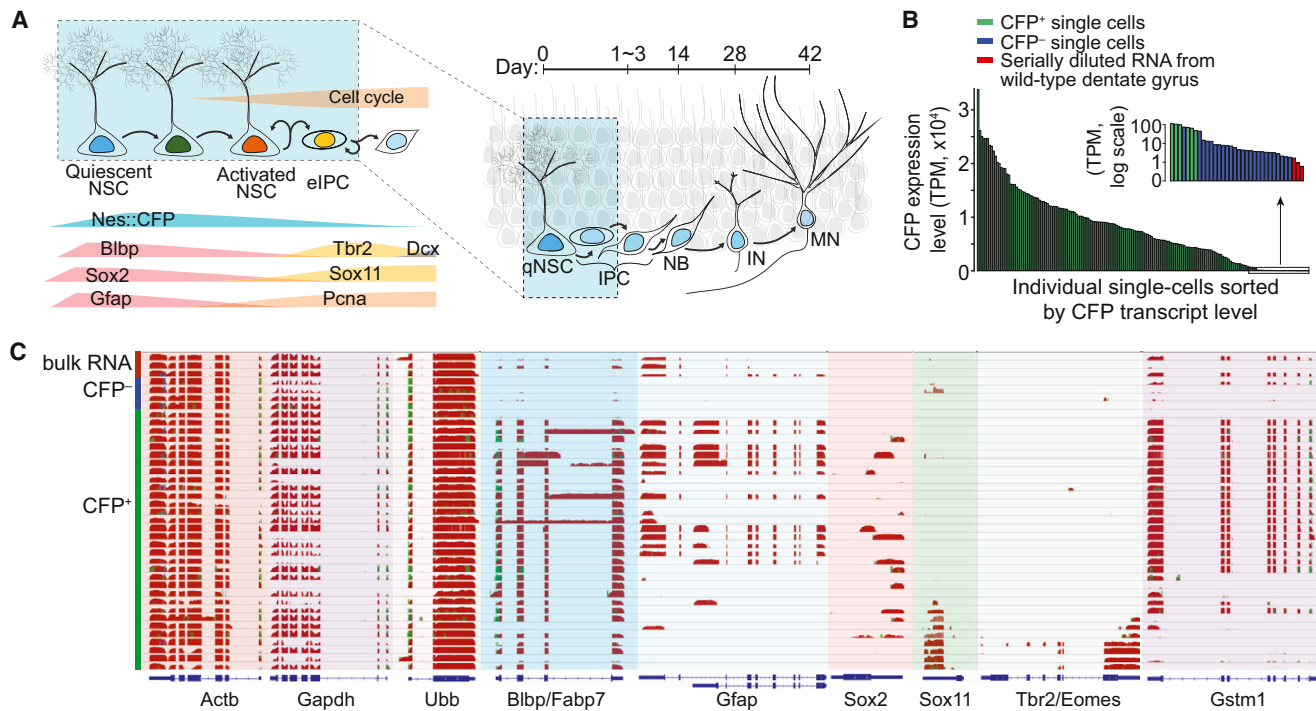 A
Cell cycle
Quiescent
NSC
Activated
NSC
eIPC
Nes::CFP
Blbp
Tbr2
Dcx
Sox2
Sox11
Gfap
Pcna
Day: 0 1~3 14 28 42
qNSC
IPC
NB
IN
MN
B
CFP+ single cells
CFP– single cells
Serially diluted RNA from
wild-type dentate gyrus
CFP expression
level (TPM, x10⁴)
3
2
1
0
(TPM,
log scale)
100
10
1
0
Individual single-cells sorted
by CFP transcript level
C
bulk RNA
CFP–
CFP+
Actb Gapdh Ubb Blbp/Fabp7 Gfap Sox2 Sox11 Tbr2/Eomes Gstm1